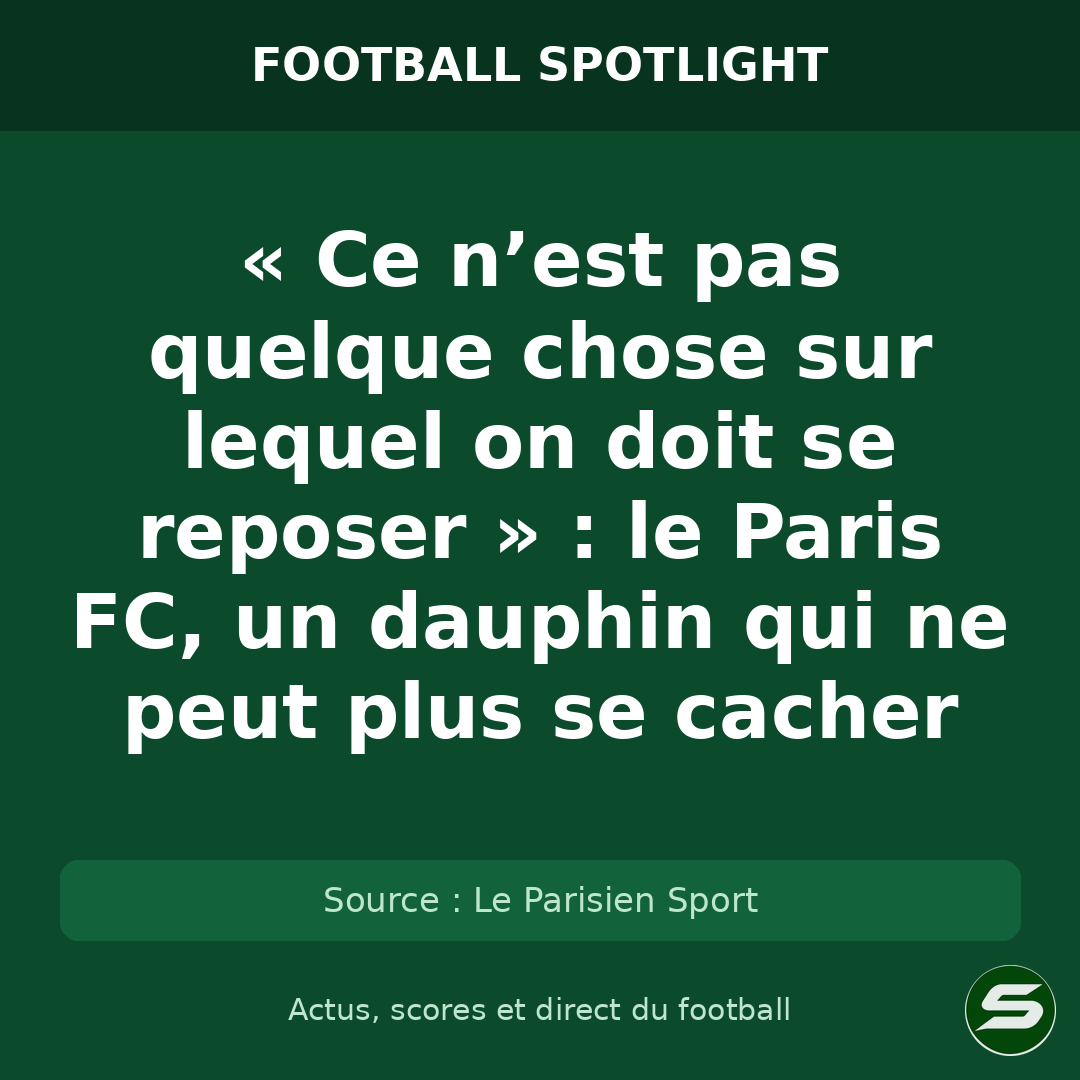 FOOTBALL SPOTLIGHT
« Ce n’est pas
quelque chose sur
lequel on doit se
reposer » : le Paris
FC, un dauphin qui ne
peut plus se cacher
Source : Le Parisien Sport
Actus, scores et direct du football